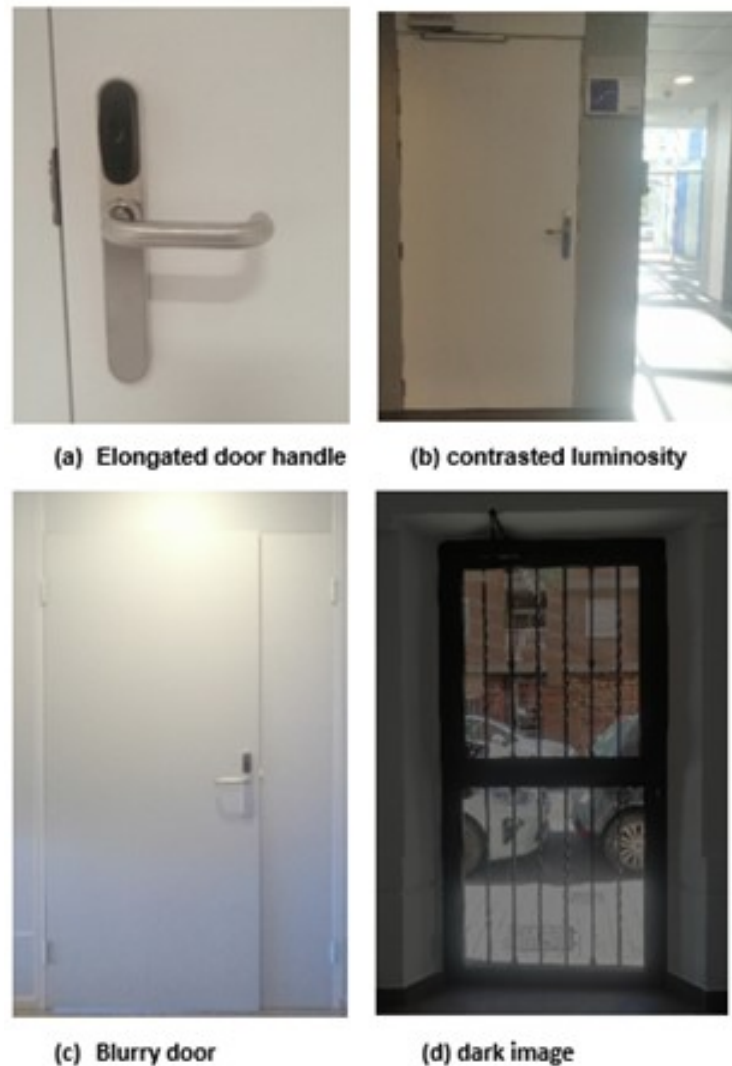 (a) Elongated door handle
(b) contrasted luminosity
(c) Blurry door
(d) dark image